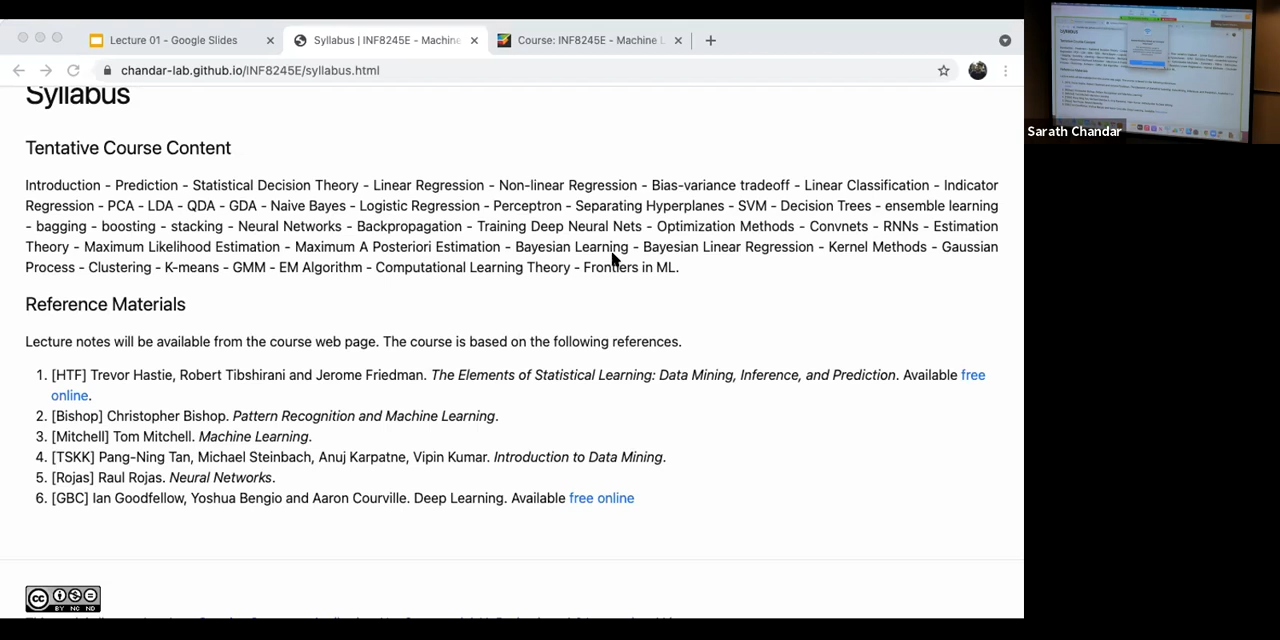 Lecture 01 - Google Slides
Syllabus | INF8245E - Machine
Course: INF8245E - Machine L
chandar-lab.github.io/INF8245E/syllabus.html
Syllabus
Tentative Course Content
Introduction - Prediction - Statistical Decision Theory - Linear Regression - Non-linear Regression - Bias-variance tradeoff - Linear Classification - Indicator
Regression - PCA - LDA - QDA - GDA - Naive Bayes - Logistic Regression - Perceptron - Separating Hyperplanes - SVM - Decision Trees - ensemble learning
- bagging - boosting - stacking - Neural Networks - Backpropagation - Training Deep Neural Nets - Optimization Methods - Convnets - RNNs - Estimation
Theory - Maximum Likelihood Estimation - Maximum A Posteriori Estimation - Bayesian Learning - Bayesian Linear Regression - Kernel Methods - Gaussian
Process - Clustering - K-means - GMM - EM Algorithm - Computational Learning Theory - Frontiers in ML.
Reference Materials
Lecture notes will be available from the course web page. The course is based on the following references.
1. [HTF] Trevor Hastie, Robert Tibshirani and Jerome Friedman. The Elements of Statistical Learning: Data Mining, Inference, and Prediction. Available free
online.
2. [Bishop] Christopher Bishop. Pattern Recognition and Machine Learning.
3. [Mitchell] Tom Mitchell. Machine Learning.
4. [TSKK] Pang-Ning Tan, Michael Steinbach, Anuj Karpatne, Vipin Kumar. Introduction to Data Mining.
5. [Rojas] Raul Rojas. Neural Networks.
6. [GBC] Ian Goodfellow, Yoshua Bengio and Aaron Courville. Deep Learning. Available free online
cc
BY NC ND
Sarath Chandar